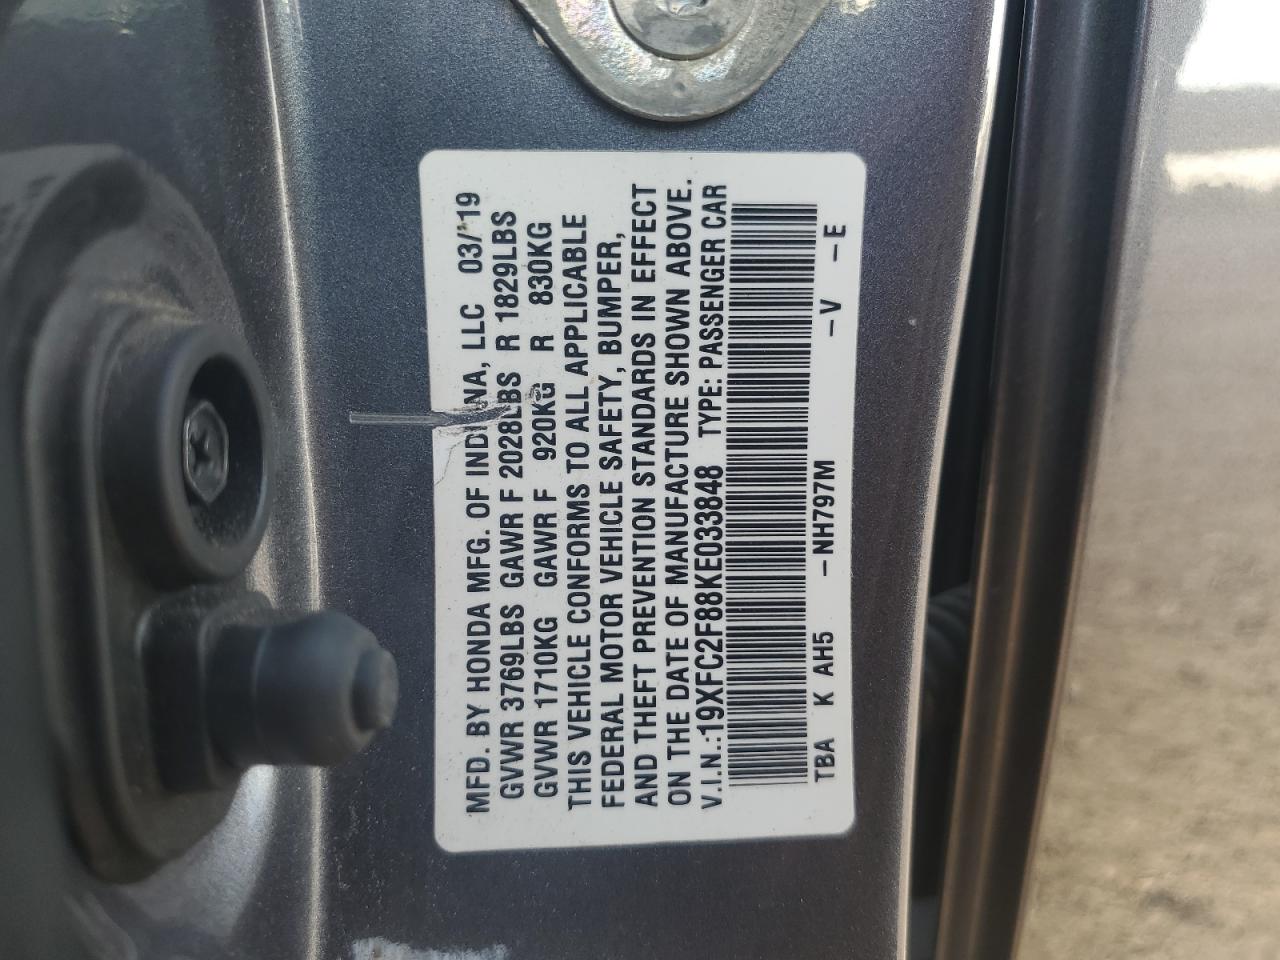 MFD. BY HONDA MFG. OF INDIANA, LLC 03/19
GVWR 3769LBS GAWR F 2028LBS R 1829LBS
GVWR 1710KG GAWR F 920KG R 830KG
THIS VEHICLE CONFORMS TO ALL APPLICABLE
FEDERAL MOTOR VEHICLE SAFETY, BUMPER,
AND THEFT PREVENTION STANDARDS IN EFFECT
ON THE DATE OF MANUFACTURE SHOWN ABOVE.
V.I.N.:19XFC2F88KE033848 TYPE: PASSENGER CAR
TBA K AH5 –NH797M –V –E